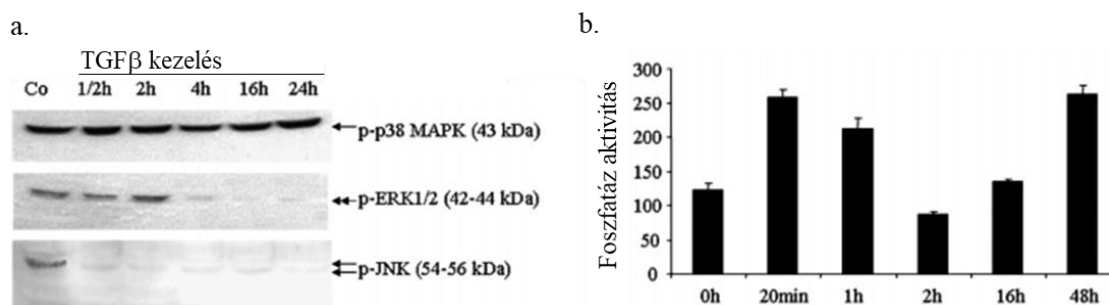 a.
TGFβ kezelés
Co 1/2h 2h 4h 16h 24h
p-p38 MAPK (43 kDa)
p-ERK1/2 (42-44 kDa)
p-JNK (54-56 kDa)
b.
Foszfatáz aktivitás
300
250
200
150
100
50
0
0h 20min 1h 2h 16h 48h